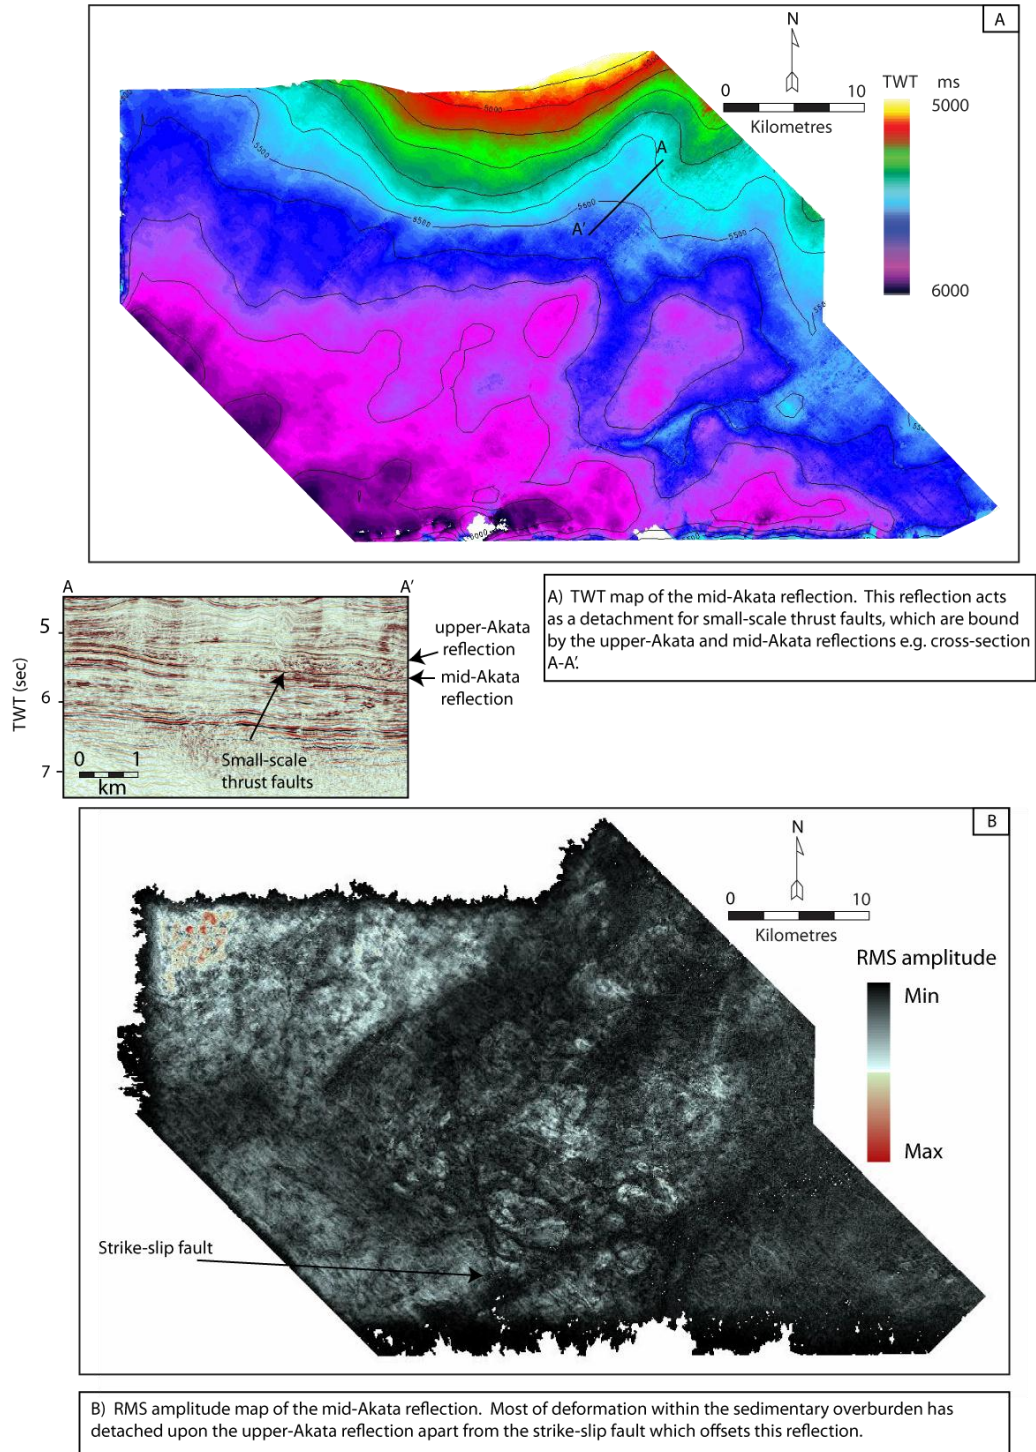 A
N
0 10
Kilometres
TWT ms
5000
6000
5000
5500
5500
5600
5500
A
A'
A A'
5
6
7
TWT (sec)
0 1
km
Small-scale
thrust faults
upper-Akata
reflection
mid-Akata
reflection
A) TWT map of the mid-Akata reflection. This reflection acts
as a detachment for small-scale thrust faults, which are bound
by the upper-Akata and mid-Akata reflections e.g. cross-section
A-A'.
B
N
0 10
Kilometres
RMS amplitude
Min
Max
Strike-slip fault
B) RMS amplitude map of the mid-Akata reflection. Most of deformation within the sedimentary overburden has
detached upon the upper-Akata reflection apart from the strike-slip fault which offsets this reflection.